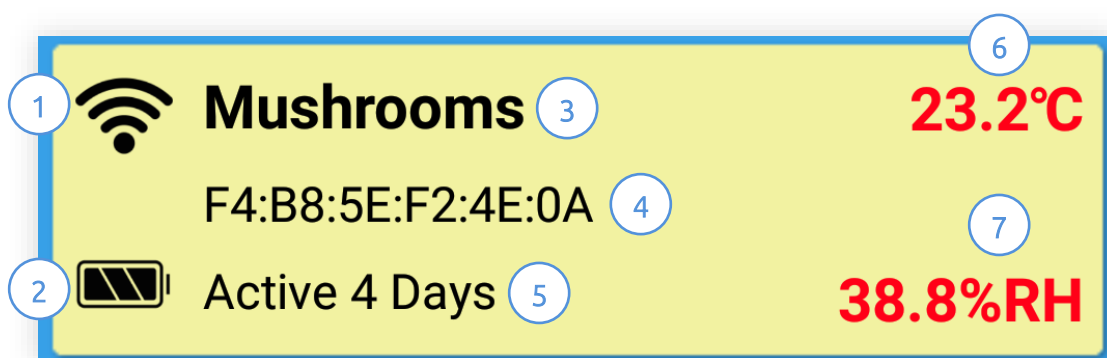 6
1 Mushrooms 3 23.2℃
F4:B8:5E:F2:4E:0A 4
7
2 Active 4 Days 5
38.8%RH